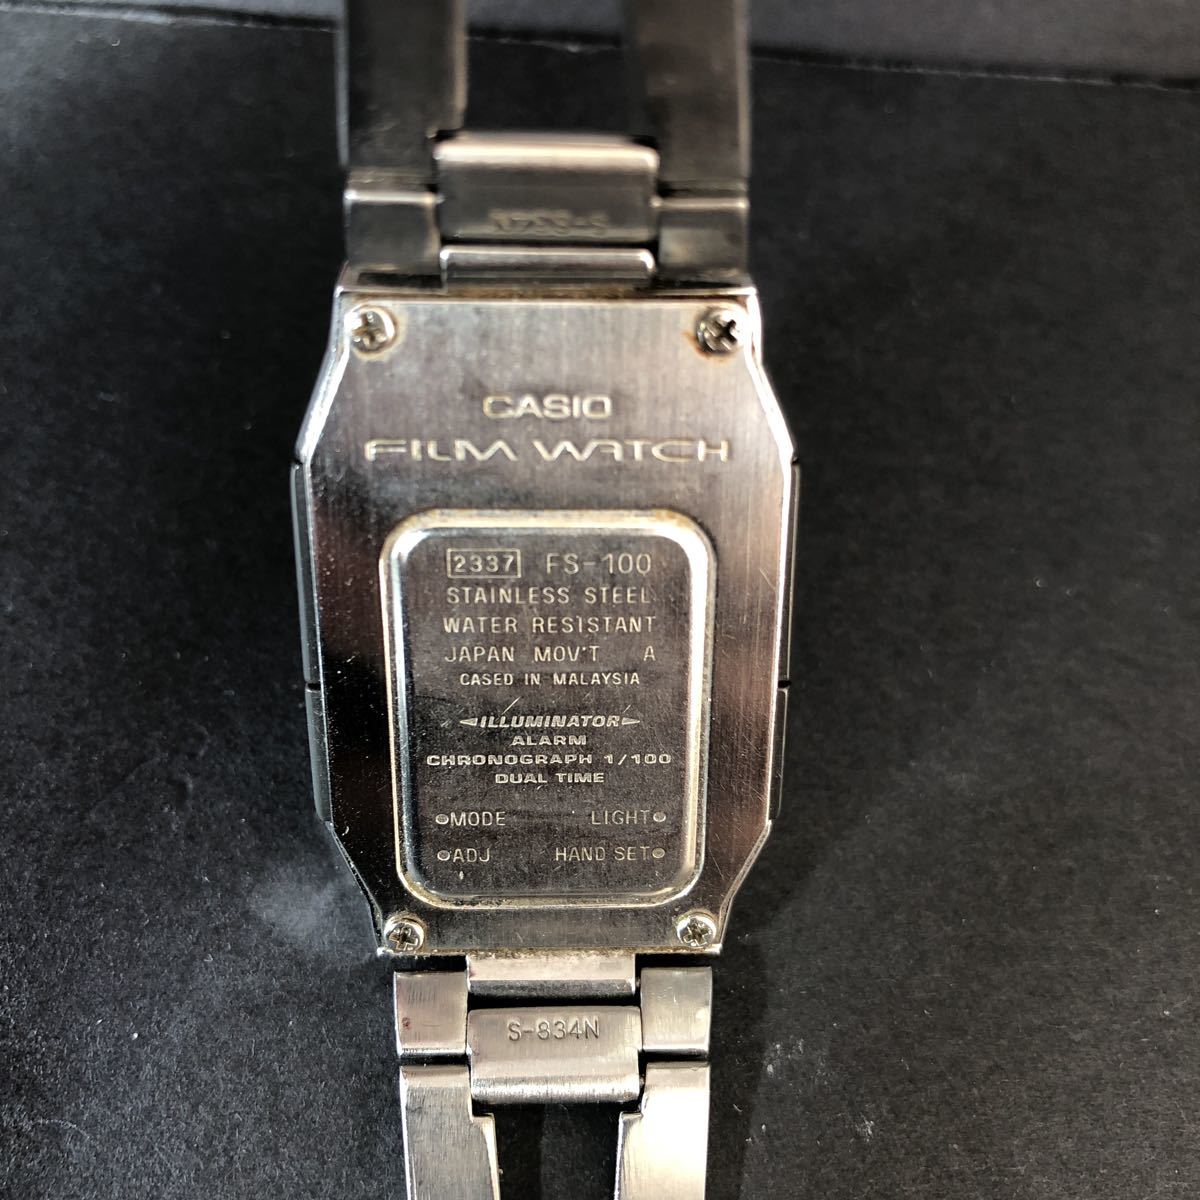 CASIO
FILM WATCH
2337 FS-100
STAINLESS STEEL
WATER RESISTANT
JAPAN MOV'T A
CASED IN MALAYSIA
ILLUMINATOR
ALARM
CHRONOGRAPH 1/100
DUAL TIME
MODE LIGHT
ADJ HAND SET
S-834N